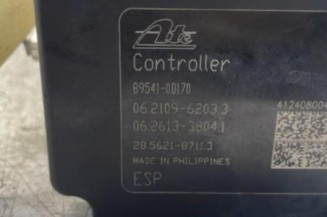 Ate
Controller
89541-0D170
06.2109-6203.3
06.2613-3804.1
28.5621-8711.3
MADE IN PHILIPPINES
ESP